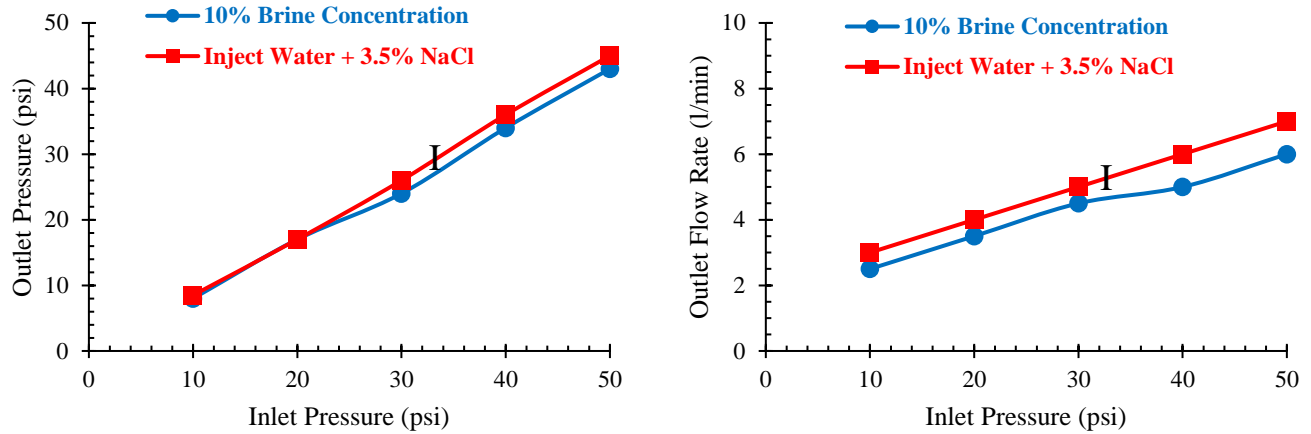 10% Brine Concentration
Inject Water + 3.5% NaCl
Outlet Pressure (psi)
50
40
30
20
10
0
I
0
10
20
30
40
50
Inlet Pressure (psi)
10% Brine Concentration
Inject Water + 3.5% NaCl
Outlet Flow Rate (l/min)
10
8
6
4
2
0
I
0
10
20
30
40
50
Inlet Pressure (psi)